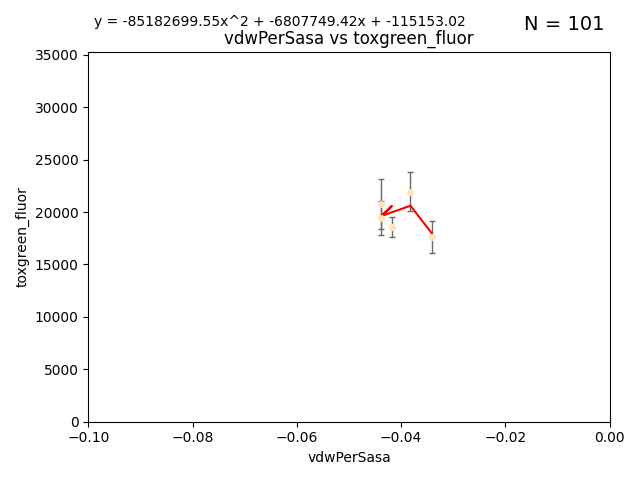 y = -85182699.55x^2 + -6807749.42x + -115153.02
N = 101
vdwPerSasa vs toxgreen_fluor
35000
30000
25000
20000
15000
10000
5000
0
toxgreen_fluor
−0.10
−0.08
−0.06
−0.04
−0.02
0.00
vdwPerSasa